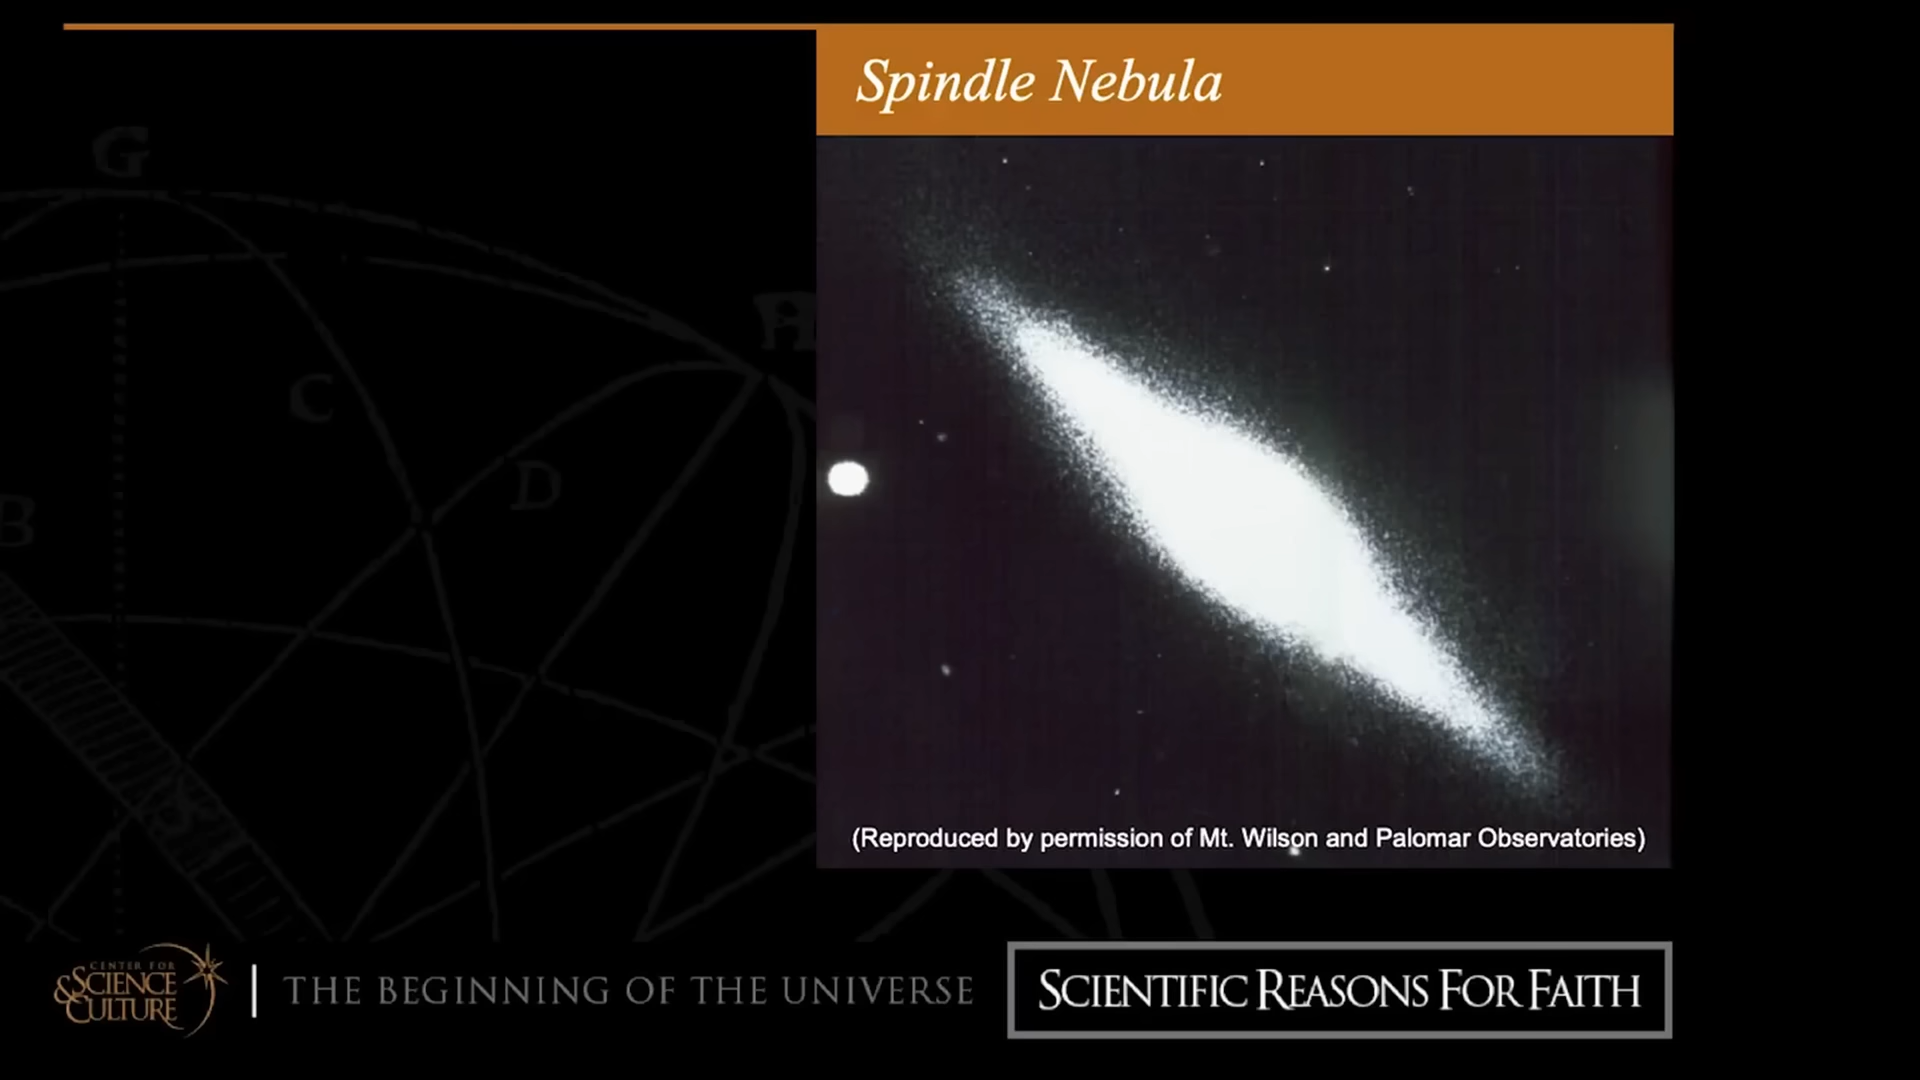 Spindle Nebula
G
H
C
D
B
(Reproduced by permission of Mt. Wilson and Palomar Observatories)
CENTER FOR
SCIENCE
&CULTURE
THE BEGINNING OF THE UNIVERSE
SCIENTIFIC REASONS FOR FAITH